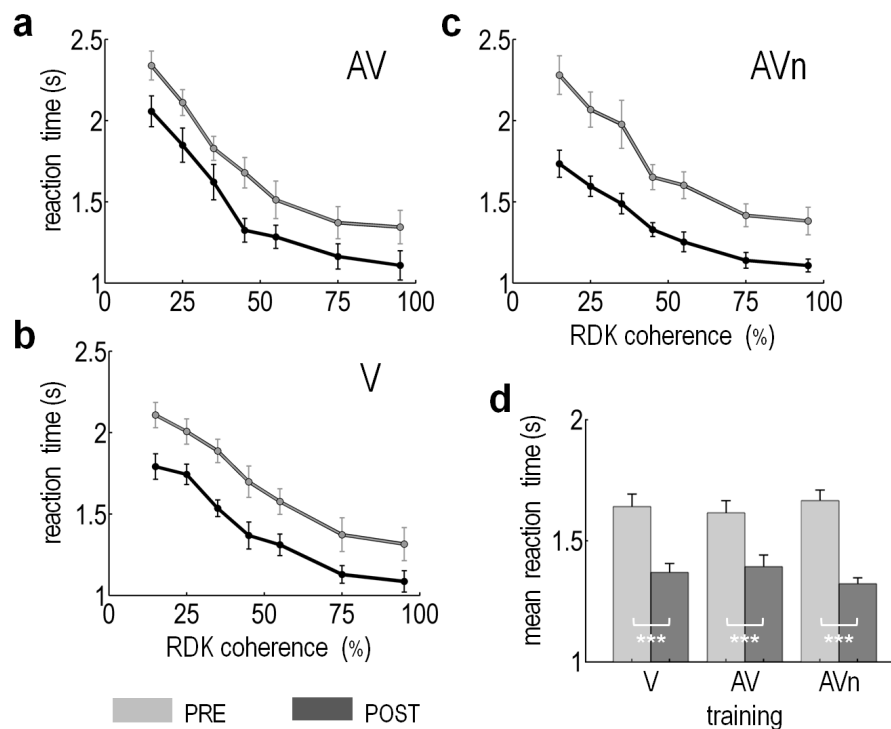 a
AV
reaction time (s)
2.5
2
1.5
1
0 25 50 75 100
c
AVn
2.5
2
1.5
1
0 25 50 75 100
RDK coherence (%)
b
V
reaction time (s)
2.5
2
1.5
1
0 25 50 75 100
RDK coherence (%)
d
mean reaction time (s)
2
1.5
1
*** *** ***
V AV AVn
training
PRE POST